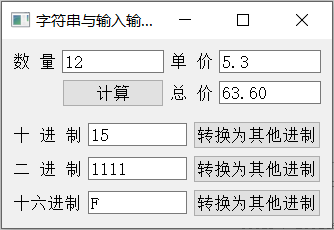 字符串与输入输...
数 量 12 单 价 5.3
计算 总 价 63.60
十 进 制 15 转换为其他进制
二 进 制 1111 转换为其他进制
十六进制 F 转换为其他进制